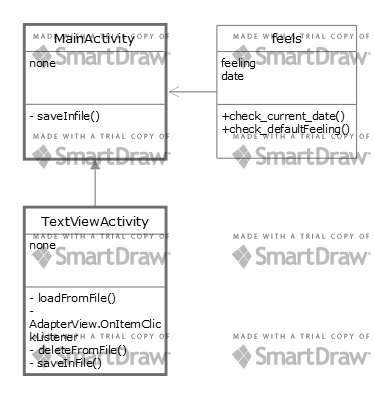 MainActivity
none
- saveInfile()
feels
feeling
date
+check_current_date()
+check_defaultFeeling()
TextViewActivity
none
- loadFromFile()
-
AdapterView.OnItemClic
kListener
- deleteFromFile()
- saveInFile()
MADE WITH A TRIAL COPY OF
SmartDraw
MADE WITH A TRIAL COPY OF
SmartDraw
MADE WITH A TRIAL COPY OF
SmartDraw
MADE WITH A TRIAL COPY OF
SmartDraw
MADE WITH A TRIAL COPY OF
SmartDraw
MADE WITH A TRIAL COPY OF
SmartDraw
MADE WITH A TRIAL COPY OF
SmartDraw
MADE WITH A TRIAL COPY OF
SmartDraw